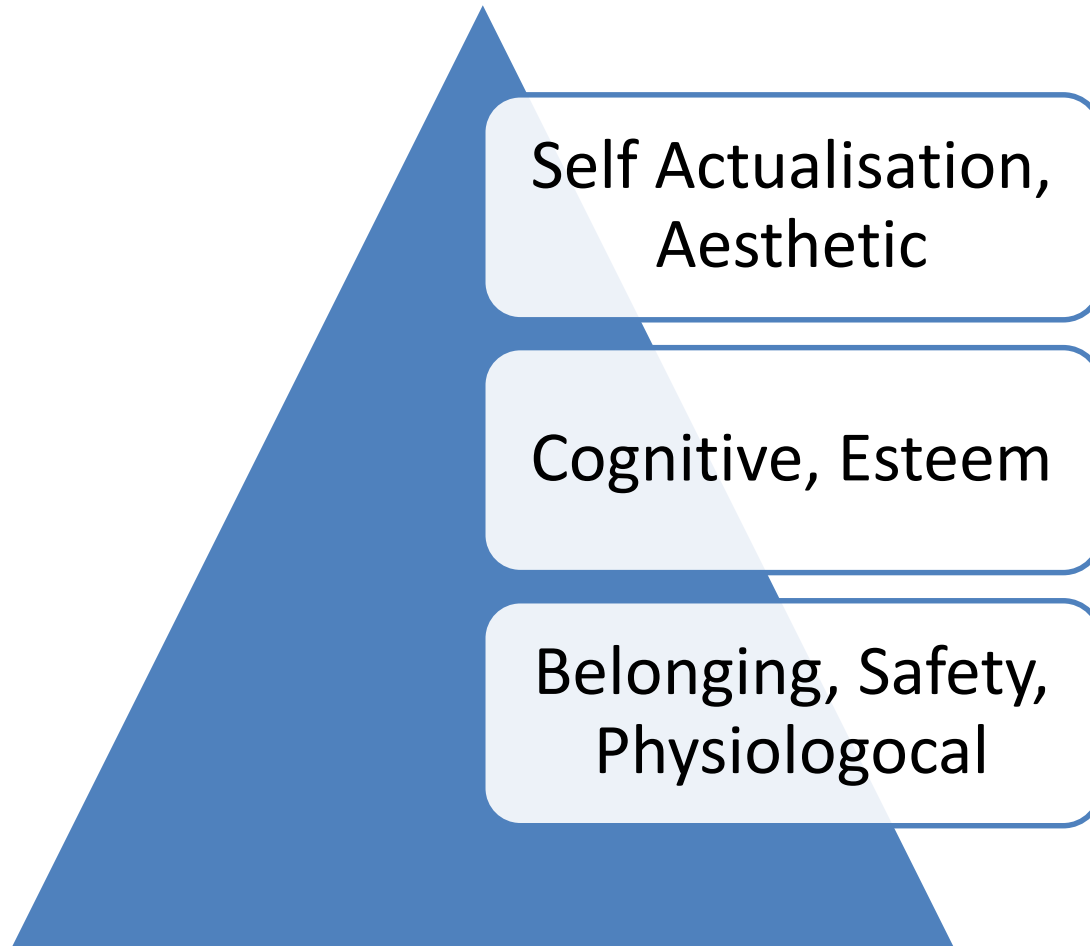 Self Actualisation,
Aesthetic
Cognitive, Esteem
Belonging, Safety,
Physiologocal